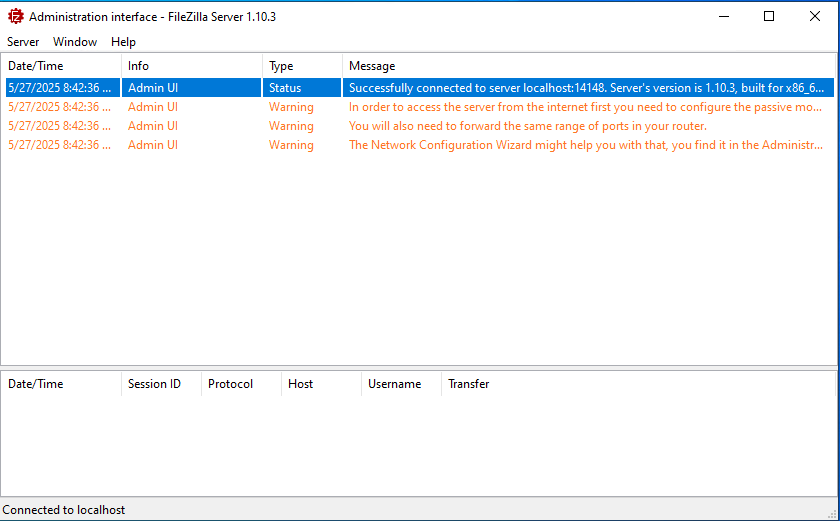 Administration interface - FileZilla Server 1.10.3
Server Window Help
Date/Time Info Type Message
5/27/2025 8:42:36 ... Admin UI Status Successfully connected to server localhost:14148. Server's version is 1.10.3, built for x86_6...
5/27/2025 8:42:36 ... Admin UI Warning In order to access the server from the internet first you need to configure the passive mo...
5/27/2025 8:42:36 ... Admin UI Warning You will also need to forward the same range of ports in your router.
5/27/2025 8:42:36 ... Admin UI Warning The Network Configuration Wizard might help you with that, you find it in the Administr...
Date/Time Session ID Protocol Host Username Transfer
Connected to localhost